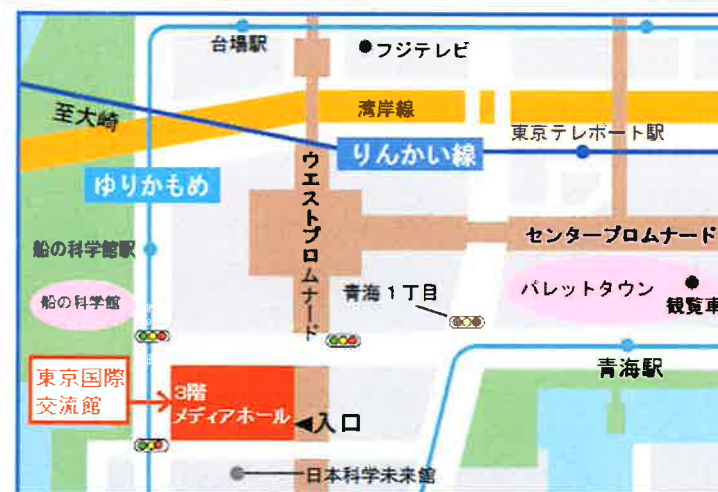 台場駅
フジテレビ
至大崎
湾岸線
東京テレポート駅
りんかい線
ゆりかもめ
ウエストプロムナード
センタープロムナード
船の科学館駅
船の科学館
青海1丁目
パレットタウン
観覧車
青海駅
東京国際
交流館
3階
メディアホール
◀入口
日本科学未来館